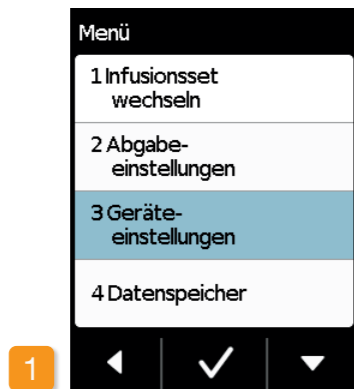 Menü
1 Infusionsset
wechseln
2 Abgabe-
einstellungen
3 Geräte-
einstellungen
4 Datenspeicher
1